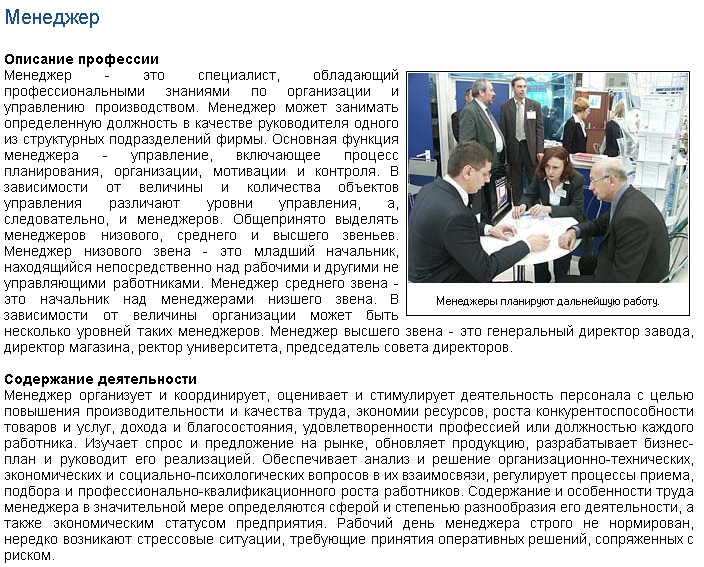 Менеджер
Описание профессии
Менеджер - это специалист, обладающий
профессиональными знаниями по организации и
управлению производством. Менеджер может занимать
определенную должность в качестве руководителя одного
из структурных подразделений фирмы. Основная функция
менеджера - управление, включающее процесс
планирования, организации, мотивации и контроля. В
зависимости от величины и количества объектов
управления различают уровни управления, а,
следовательно, и менеджеров. Общепринято выделять
менеджеров низового, среднего и высшего звеньев.
Менеджер низового звена - это младший начальник,
находящийся непосредственно над рабочими и другими не
управляющими работниками. Менеджер среднего звена -
это начальник над менеджерами низшего звена. В
зависимости от величины организации может быть
несколько уровней таких менеджеров. Менеджер высшего звена - это генеральный директор завода,
директор магазина, ректор университета, председатель совета директоров.
Менеджеры планируют дальнейшую работу.
Содержание деятельности
Менеджер организует и координирует, оценивает и стимулирует деятельность персонала с целью
повышения производительности и качества труда, экономии ресурсов, роста конкурентоспособности
товаров и услуг, дохода и благосостояния, удовлетворенности профессией или должностью каждого
работника. Изучает спрос и предложение на рынке, обновляет продукцию, разрабатывает бизнес-
план и руководит его реализацией. Обеспечивает анализ и решение организационно-технических,
экономических и социально-психологических вопросов в их взаимосвязи, регулирует процессы приема,
подбора и профессионально-квалификационного роста работников. Содержание и особенности труда
менеджера в значительной мере определяются сферой и степенью разнообразия его деятельности, а
также экономическим статусом предприятия. Рабочий день менеджера строго не нормирован,
нередко возникают стрессовые ситуации, требующие принятия оперативных решений, сопряженных с
риском.